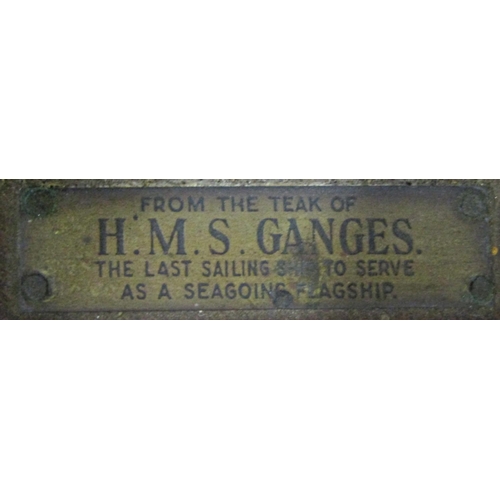 FROM THE TEAK OF
H.M.S. GANGES.
THE LAST SAILING SHIP TO SERVE
AS A SEAGOING FLAGSHIP.